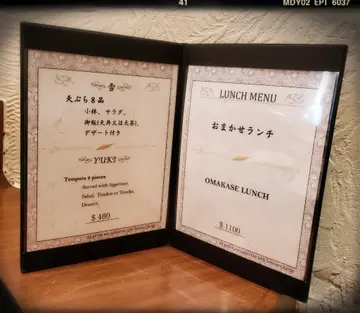 41
MDY02 EPT 6037
雪
天ぷら8品
小鉢、サラダ、
御飯(天丼又は天茶)、
デザート付き
YUKI
Tempura 8 pieces
Served with Appetizer,
Salad, Tendon or Tencha,
Dessert
$ 480
LUNCH MENU
おまかせランチ
OMAKASE LUNCH
$ 1100